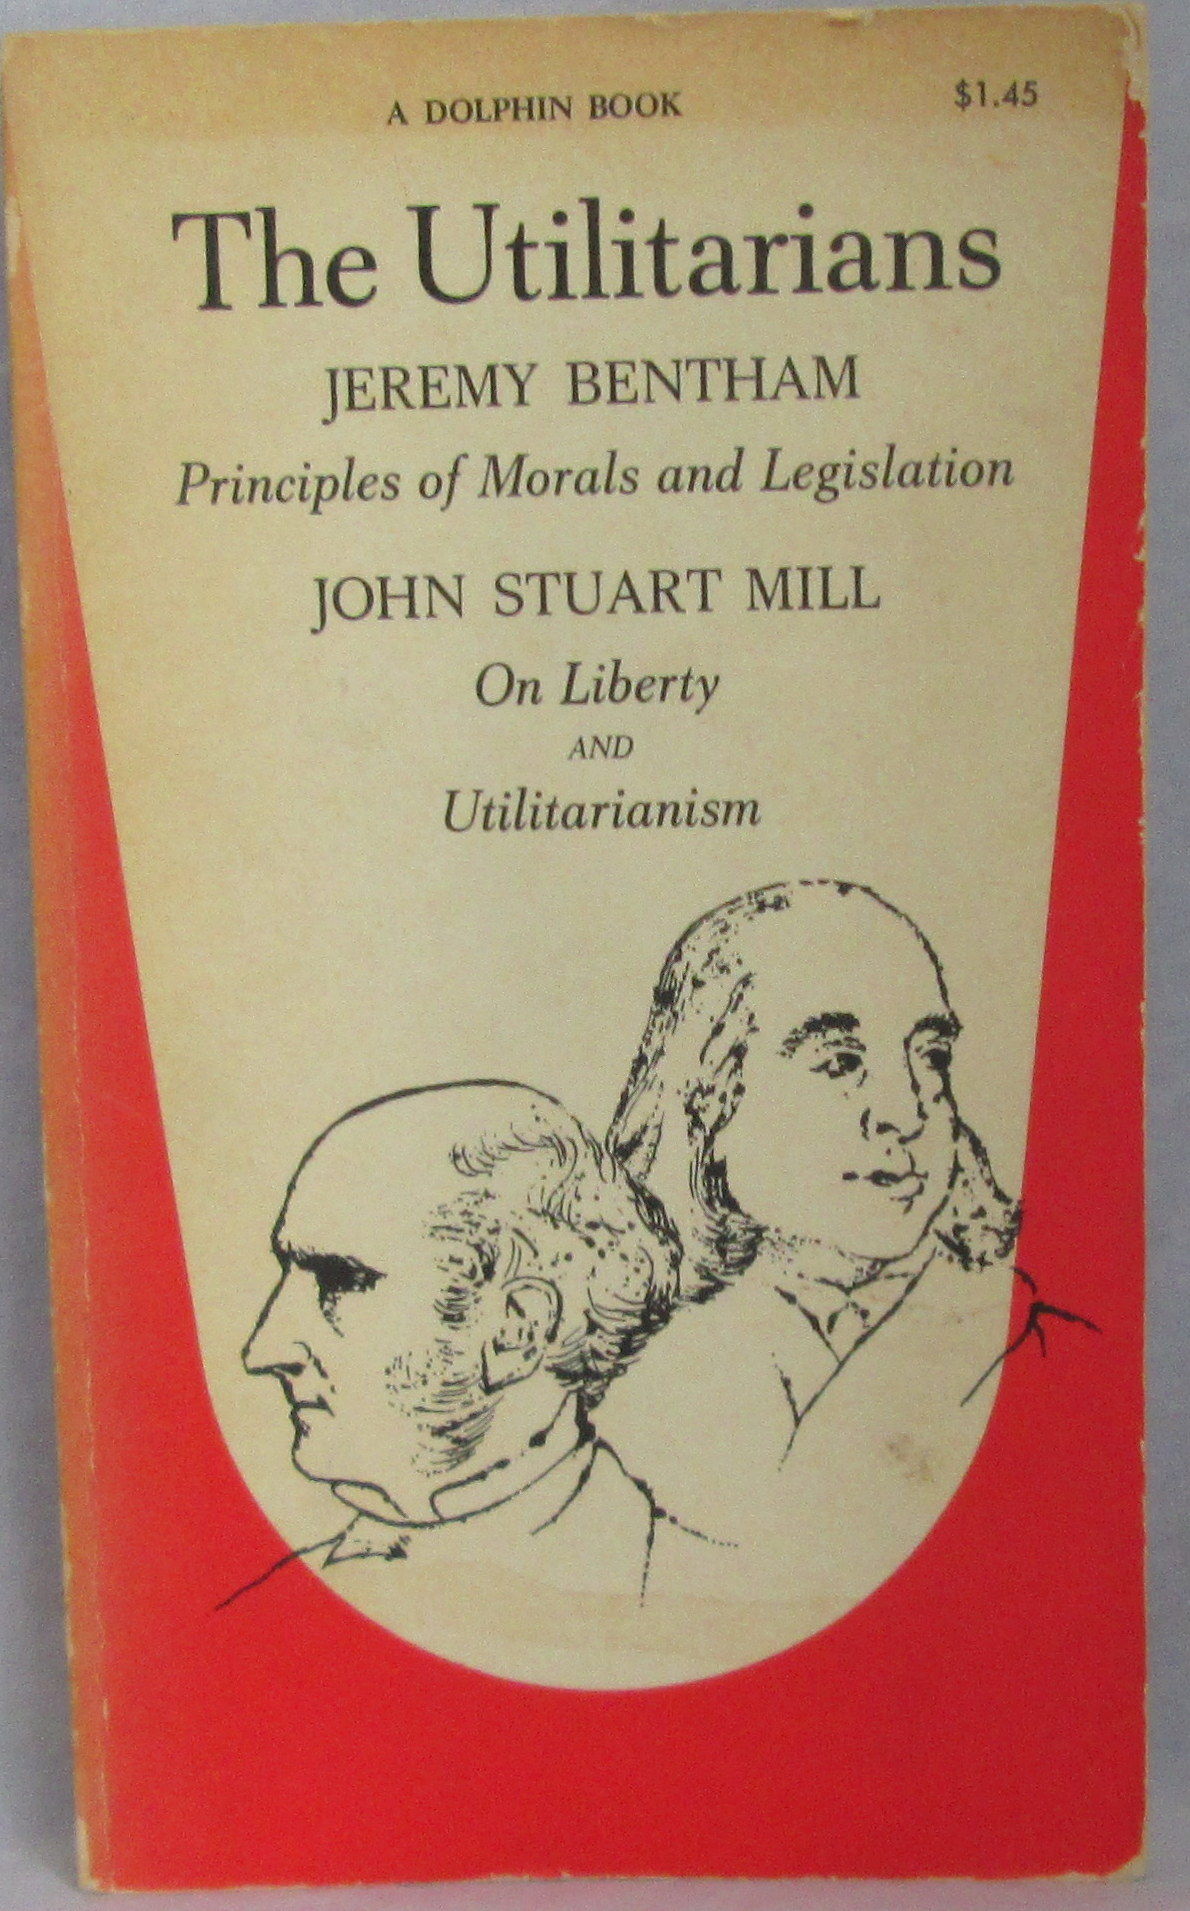 A DOLPHIN BOOK
$1.45
The Utilitarians
JEREMY BENTHAM
Principles of Morals and Legislation
JOHN STUART MILL
On Liberty
AND
Utilitarianism